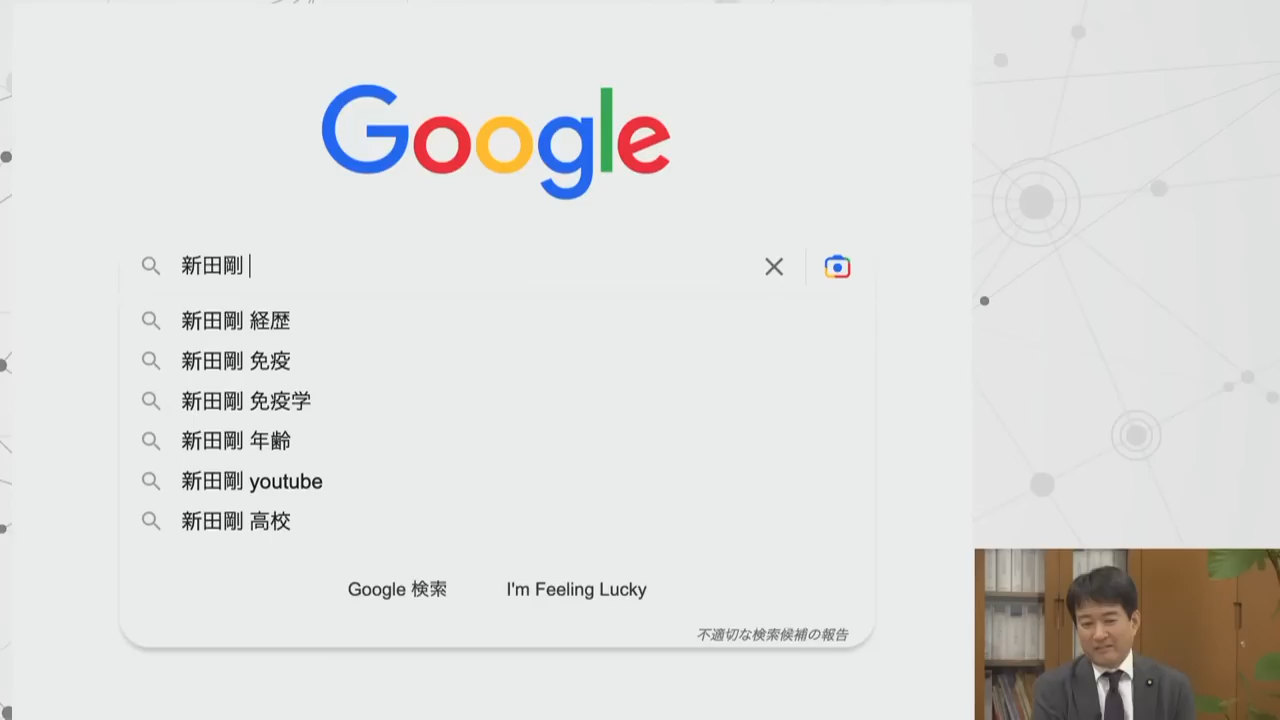 Google
新田剛
新田剛 経歴
新田剛 免疫
新田剛 免疫学
新田剛 年齢
新田剛 youtube
新田剛 高校
Google 検索 I'm Feeling Lucky
不適切な検索候補の報告